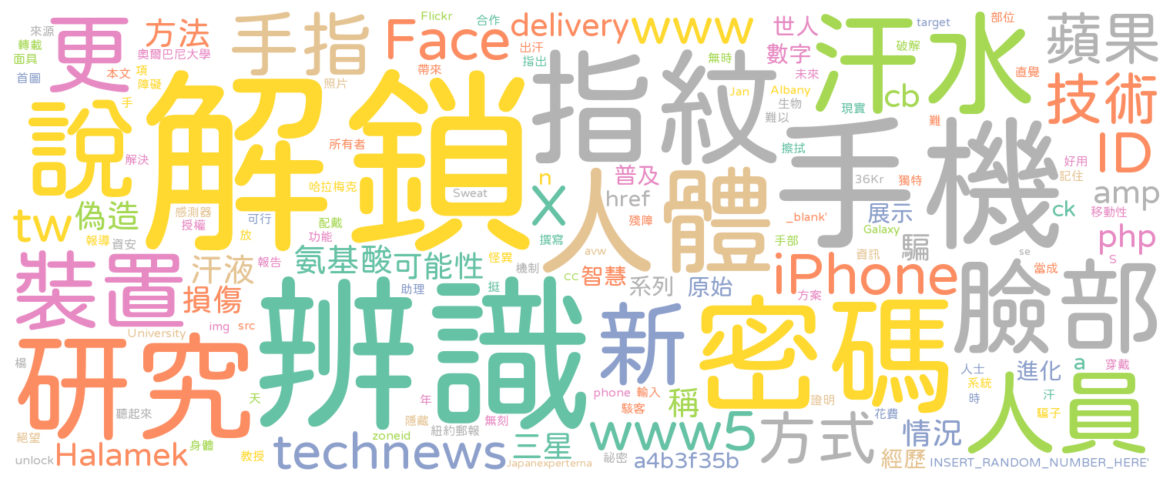 來源
轉載
面具
首圖
更
本文
方法
奧爾巴尼大學
項
障礙
手指
照片
Face
Flickr
合作
帶來
delivery
出汗
指出
www
無時
世人
數字
未來
汗水
cb
破解
target
部位
直覺
蘋果
技術
ID
說
手
解決
解鎖
所有者
哈拉梅克
Sweat
指紋
Jan
Albany
生物
難以
現實
擦拭
難
手機
36Kr
獨特
好用
記住
amp
tw
偽造
感測器
授權
可行
放
配戴
功能
n
X
撰寫
普及
href
殘障
人體
_blank'
展示
Galaxy
手部
資訊
騙
ck
移動性
php
s
報導
資安
裝置
汗液
報告
損傷
氨基酸
可能性
怪異
機制
助理
挺
avw
cc
智慧
系列
原始
iPhone
方案
se
當成
臉部
University
img
src
研究
辨識
新
密碼
楊
天
年
隱藏
無刻
紐約郵報
phone
輸入
駭客
稱
證明
花費
人士
系統
時
進化
a
穿戴
汗
騙子
人員
聽起來
絕望
身體
unlock
Halamek
教授
technews
zoneid
三星
Japanexperterna
www5
祕密
a4b3f35b
方式
情況
經歷
INSERT_RANDOM_NUMBER_HERE'